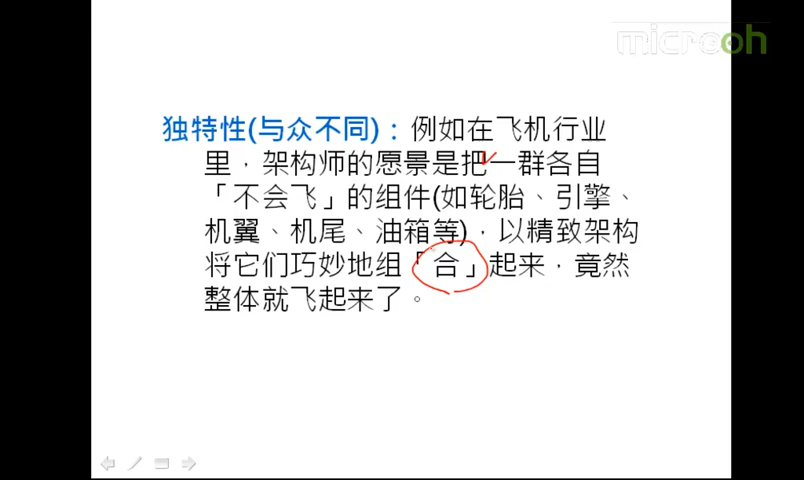 microoh
独特性(与众不同)：例如在飞机行业
里，架构师的愿景是把一群各自
「不会飞」的组件(如轮胎、引擎、
机翼、机尾、油箱等)，以精致架构
将它们巧妙地组「合」起来，竟然
整体就飞起来了。